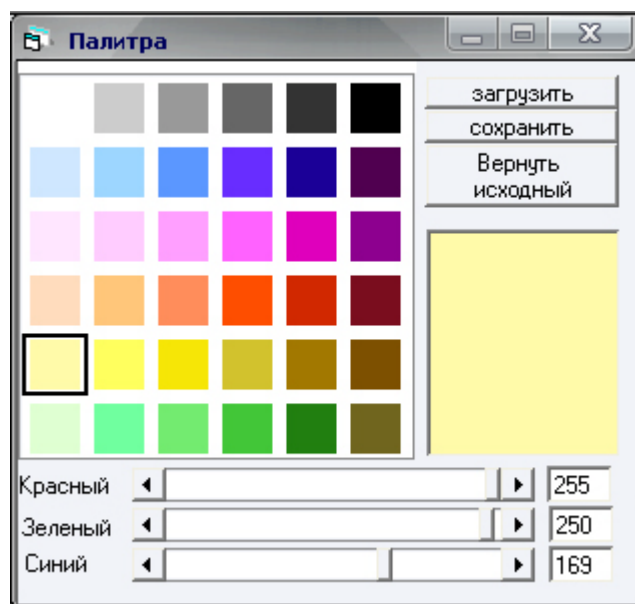 Палитра
загрузить
сохранить
Вернуть
исходный
Красный 255
Зеленый 250
Синий 169